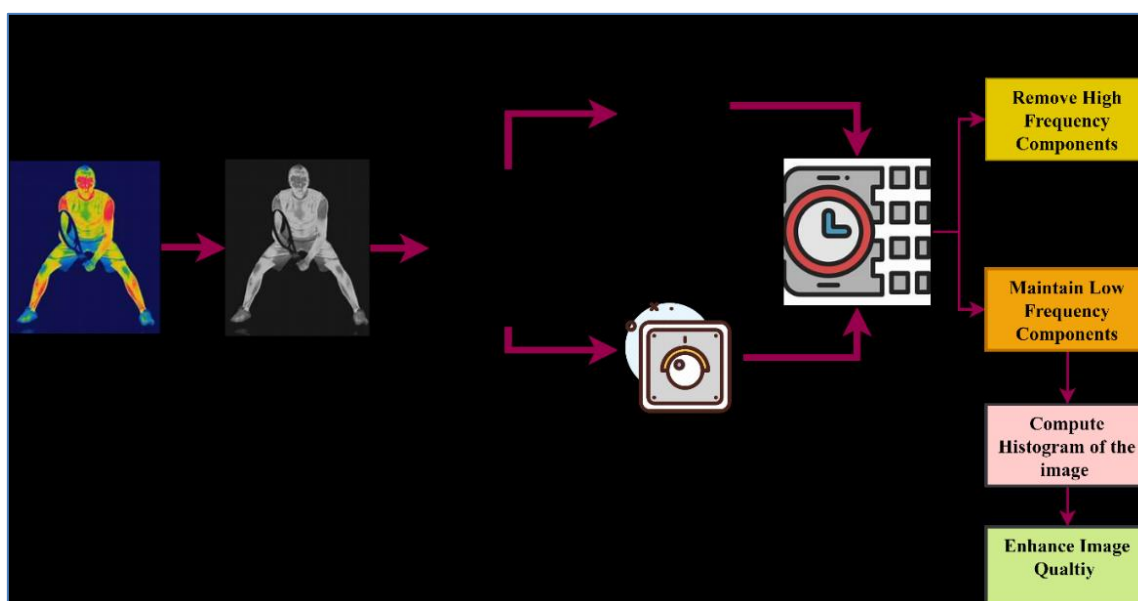 Remove High
Frequency
Components
Maintain Low
Frequency
Components
Compute
Histogram of the
image
Enhance Image
Qualtiy